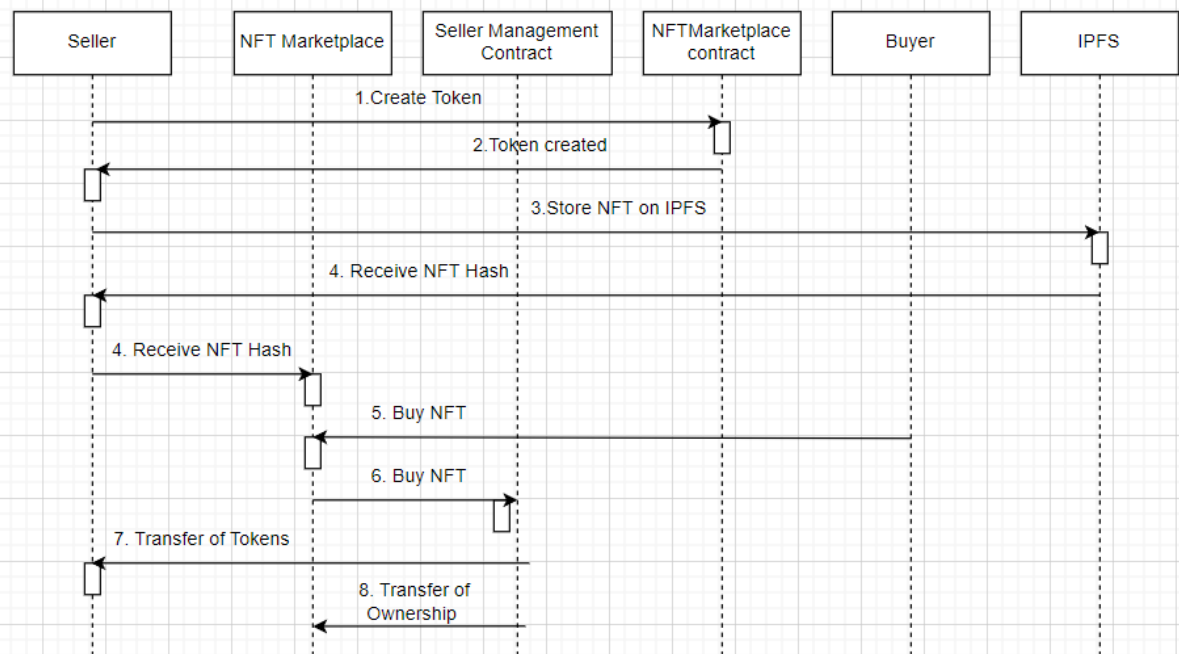 Seller
NFT Marketplace
Seller Management
Contract
NFTMarketplace
contract
Buyer
IPFS
1.Create Token
2.Token created
3.Store NFT on IPFS
4. Receive NFT Hash
4. Receive NFT Hash
5. Buy NFT
6. Buy NFT
7. Transfer of Tokens
8. Transfer of
Ownership